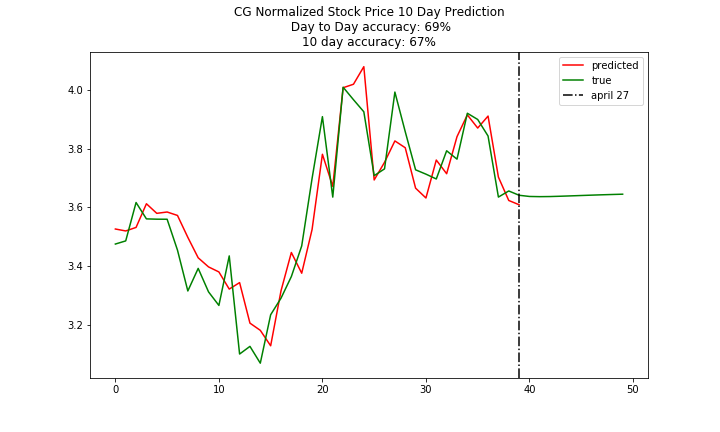 CG Normalized Stock Price 10 Day Prediction
Day to Day accuracy: 69%
10 day accuracy: 67%
predicted
true
april 27
4.0
3.8
3.6
3.4
3.2
0 10 20 30 40 50